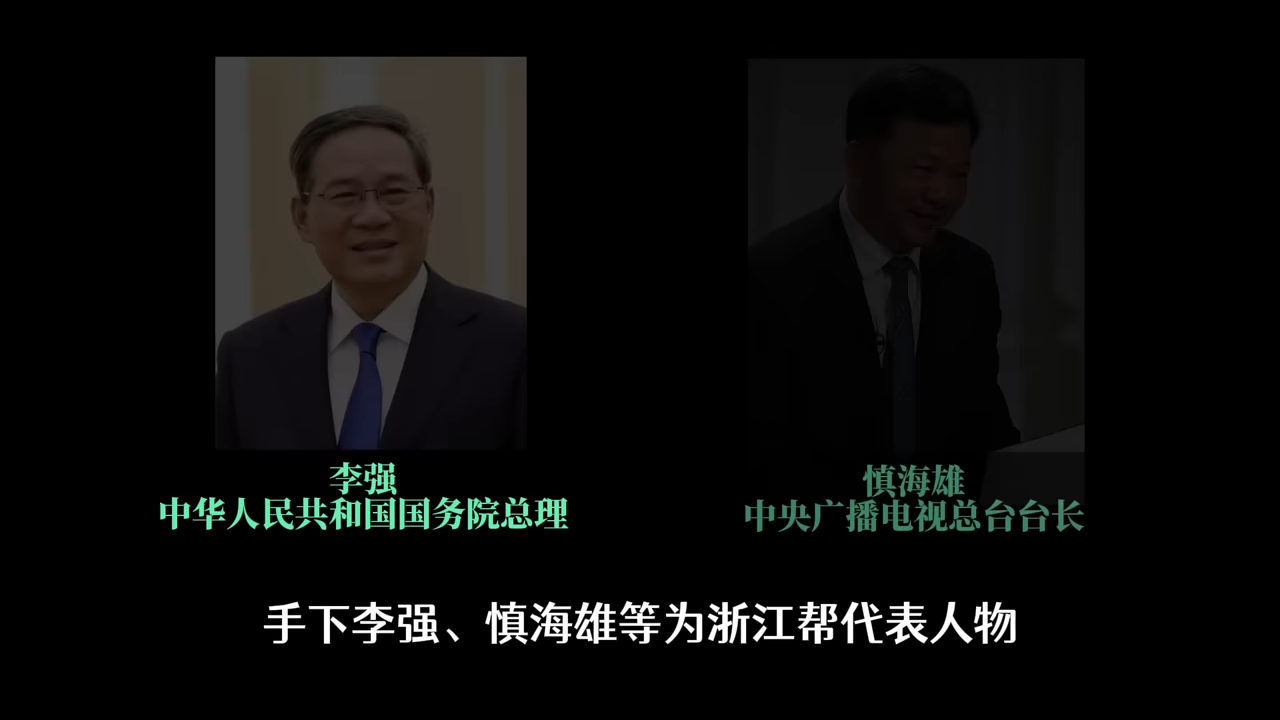 李强
中华人民共和国国务院总理
慎海雄
中央广播电视总台台长
手下李强、慎海雄等为浙江帮代表人物